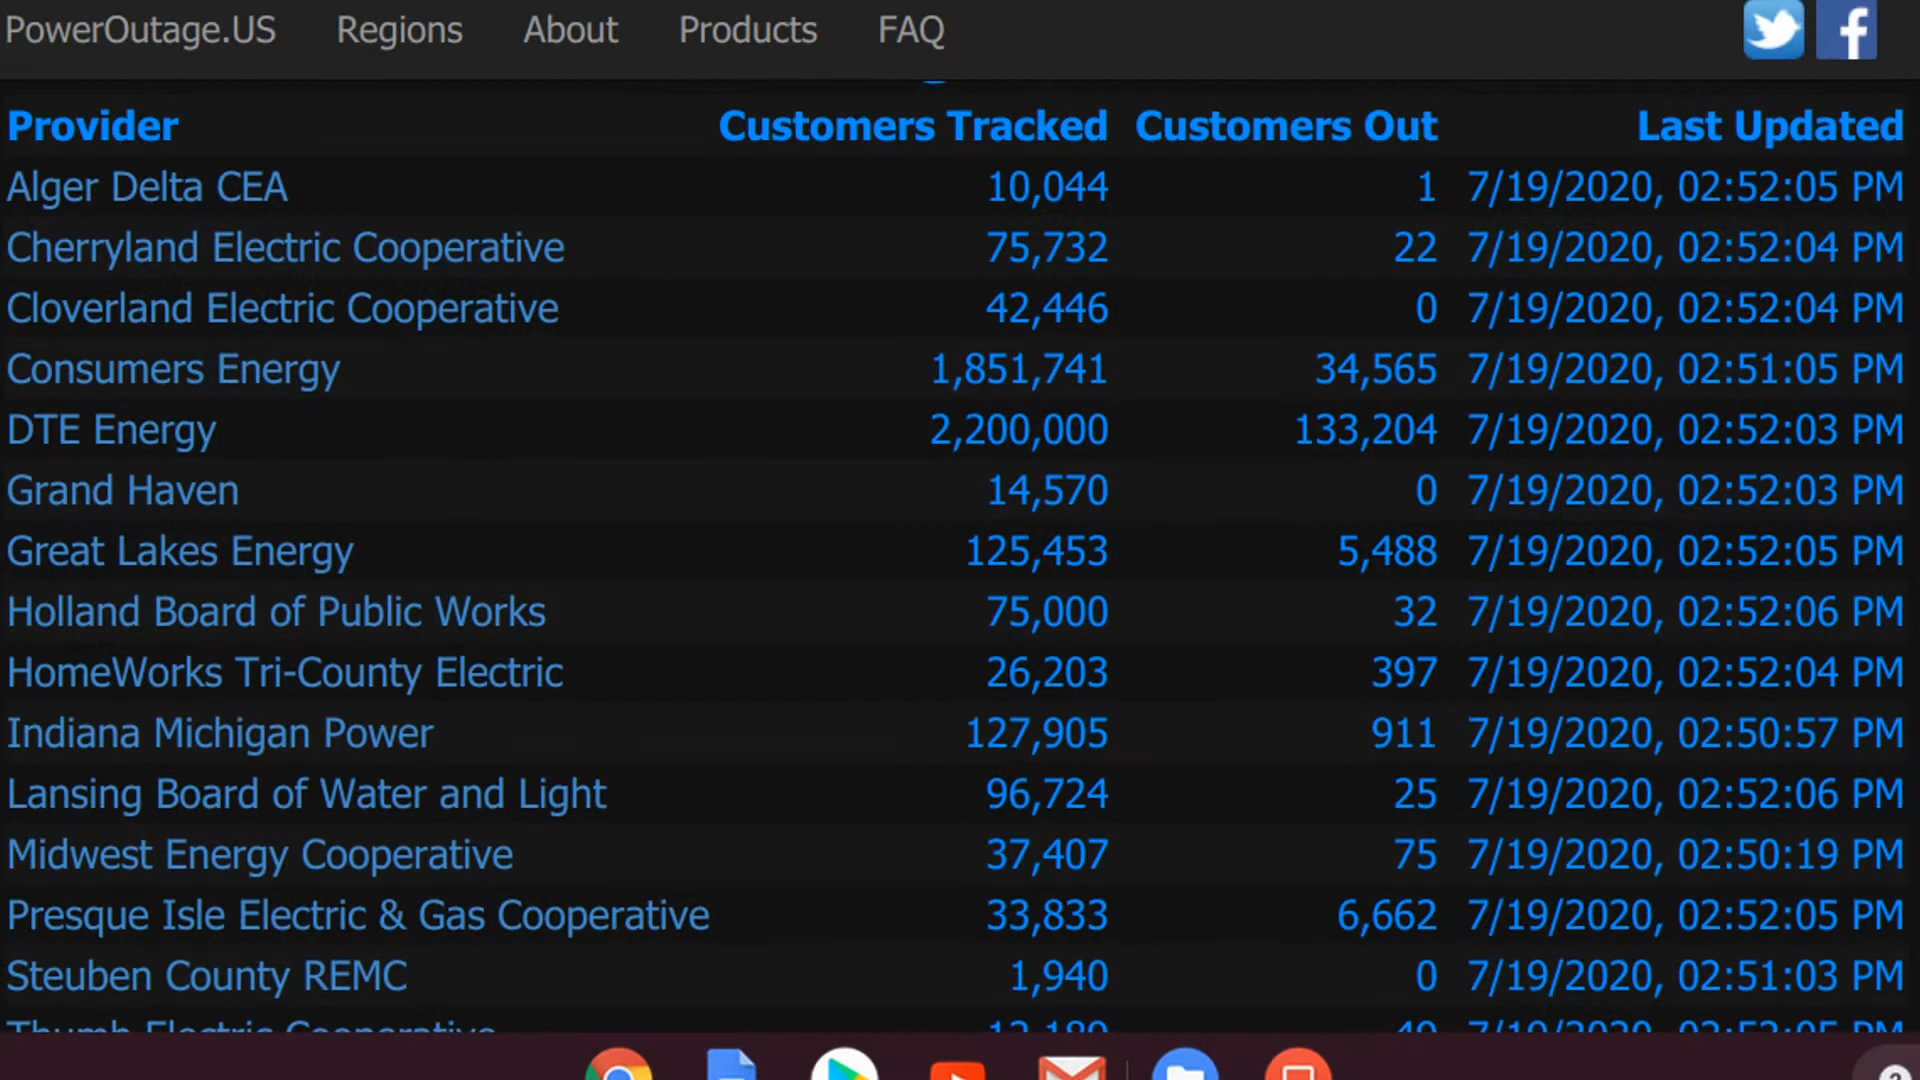 PowerOutage.US Regions About Products FAQ
Provider Customers Tracked Customers Out Last Updated
Alger Delta CEA 10,044 1 7/19/2020, 02:52:05 PM
Cherryland Electric Cooperative 75,732 22 7/19/2020, 02:52:04 PM
Cloverland Electric Cooperative 42,446 0 7/19/2020, 02:52:04 PM
Consumers Energy 1,851,741 34,565 7/19/2020, 02:51:05 PM
DTE Energy 2,200,000 133,204 7/19/2020, 02:52:03 PM
Grand Haven 14,570 0 7/19/2020, 02:52:03 PM
Great Lakes Energy 125,453 5,488 7/19/2020, 02:52:05 PM
Holland Board of Public Works 75,000 32 7/19/2020, 02:52:06 PM
HomeWorks Tri-County Electric 26,203 397 7/19/2020, 02:52:04 PM
Indiana Michigan Power 127,905 911 7/19/2020, 02:50:57 PM
Lansing Board of Water and Light 96,724 25 7/19/2020, 02:52:06 PM
Midwest Energy Cooperative 37,407 75 7/19/2020, 02:50:19 PM
Presque Isle Electric & Gas Cooperative 33,833 6,662 7/19/2020, 02:52:05 PM
Steuben County REMC 1,940 0 7/19/2020, 02:51:03 PM
Thumb Electric Cooperative